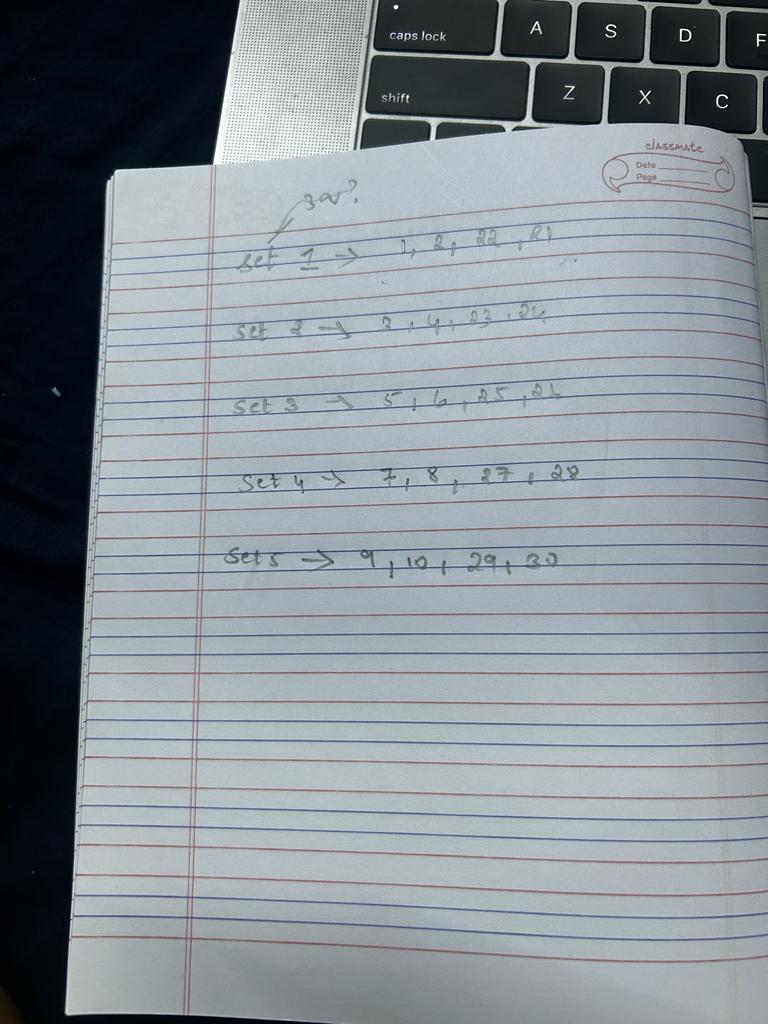 caps lock A S D F
shift Z X C
classmate
Date
Page
set 1 → 1, 2, 22, 21
set 2 → 3, 4, 23, 24
set 3 → 5, 6, 25, 26
set 4 → 7, 8, 27, 28
set 5 → 9, 10, 29, 30